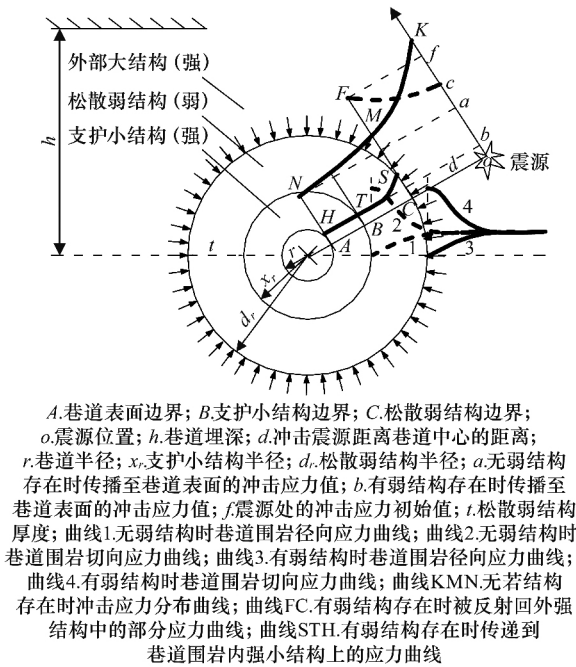 K
外部大结构 (强)
f
松散弱结构 (弱)
F
c
M
a
支护小结构 (强)
h
b
o
震源
d
S
N
T
C
4
H
B
2
A
t
1
3
r
xr
dr
A.巷道表面边界; B.支护小结构边界; C.松散弱结构边界;
o.震源位置; h.巷道埋深; d.冲击震源距离巷道中心的距离;
r.巷道半径; xr.支护小结构半径; dr.松散弱结构半径; a.无弱结构
存在时传播至巷道表面的冲击应力值; b.有弱结构存在时传播至
巷道表面的冲击应力值; f震源处的冲击应力初始值; t.松散弱结构
厚度; 曲线1.无弱结构时巷道围岩径向应力曲线; 曲线2.无弱结构时
巷道围岩切向应力曲线; 曲线3.有弱结构时巷道围岩径向应力曲线;
曲线4.有弱结构时巷道围岩切向应力曲线; 曲线KMN.无若结构
存在时冲击应力分布曲线; 曲线FC.有弱结构存在时被反射回外强
结构中的部分应力曲线; 曲线STH.有弱结构存在时传递到
巷道围岩内强小结构上的应力曲线